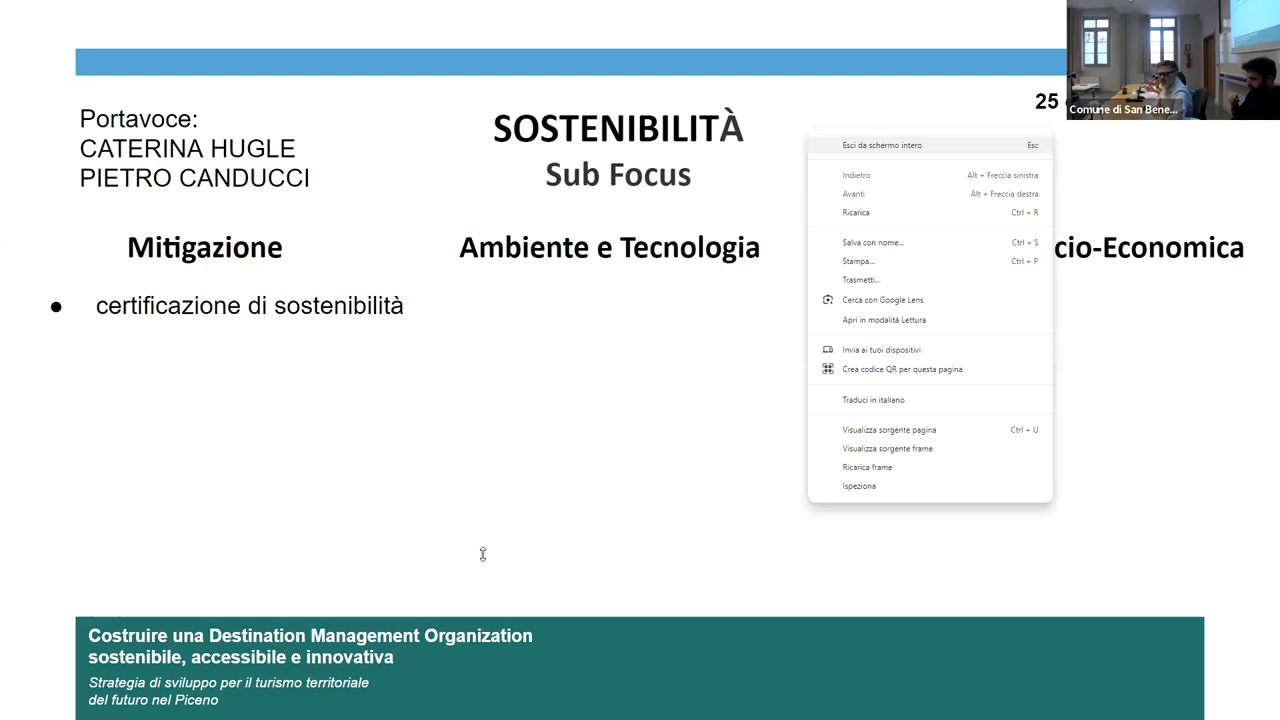 25
Comune di San Bene...
Portavoce:
CATERINA HUGLE
PIETRO CANDUCCI
SOSTENIBILITÀ
Sub Focus
Mitigazione
Ambiente e Tecnologia
cio-Economica
● certificazione di sostenibilità
Esci da schermo intero Esc
Indietro Alt + Freccia sinistra
Avanti Alt + Freccia destra
Ricarica Ctrl + R
Salva con nome... Ctrl + S
Stampa... Ctrl + P
Trasmetti...
Cerca con Google Lens
Apri in modalità Lettura
Invia ai tuoi dispositivi
Crea codice QR per questa pagina
Traduci in italiano
Visualizza sorgente pagina Ctrl + U
Visualizza sorgente frame
Ricarica frame
Ispeziona
Costruire una Destination Management Organization
sostenibile, accessibile e innovativa
Strategia di sviluppo per il turismo territoriale
del futuro nel Piceno